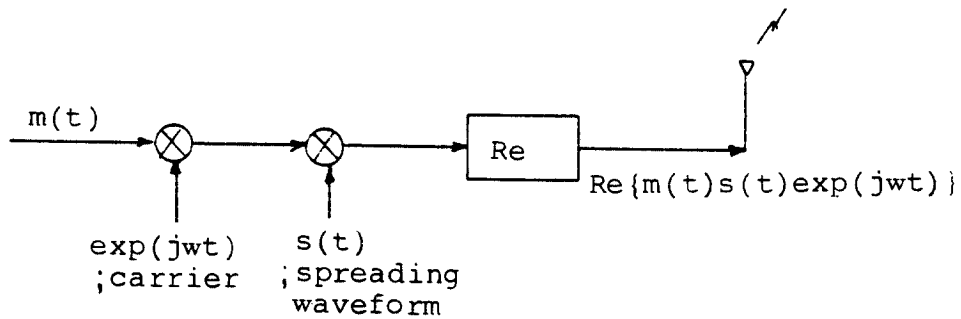 m(t)
Re
Re{m(t)s(t)exp(jwt)}
exp(jwt)
;carrier
s(t)
;spreading
waveform